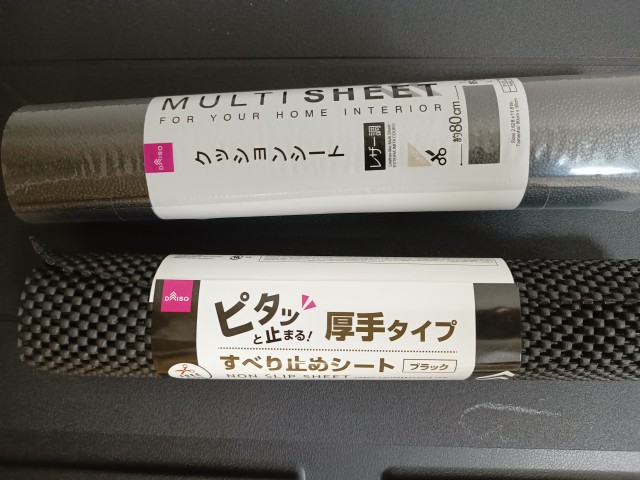 MULTI SHEET
FOR YOUR HOME INTERIOR
DAISO
クッションシート
レザー調
約80cm
DAISO
ピタッ
と止まる!
厚手タイプ
すべり止めシート
ブラック
NON-SLIP SHEET